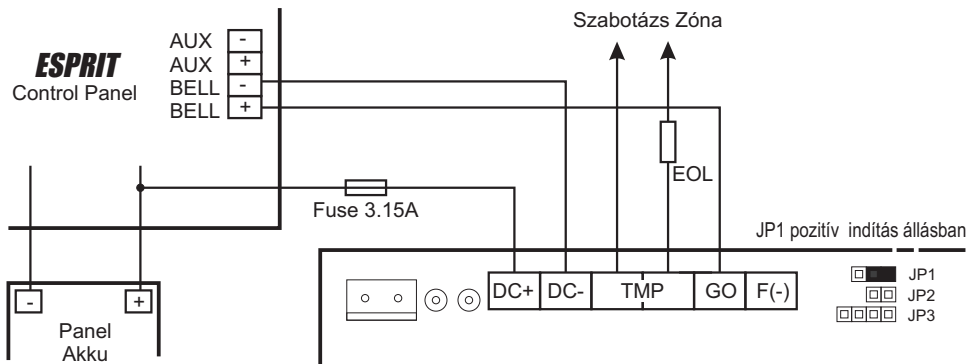 Szabotázs Zóna
AUX -
AUX +
BELL -
BELL +
ESPRIT
Control Panel
EOL
Fuse 3.15A
JP1 pozitív indítás állásban
DC+ DC- TMP GO F(-)
JP1
JP2
JP3
- +
Panel
Akku